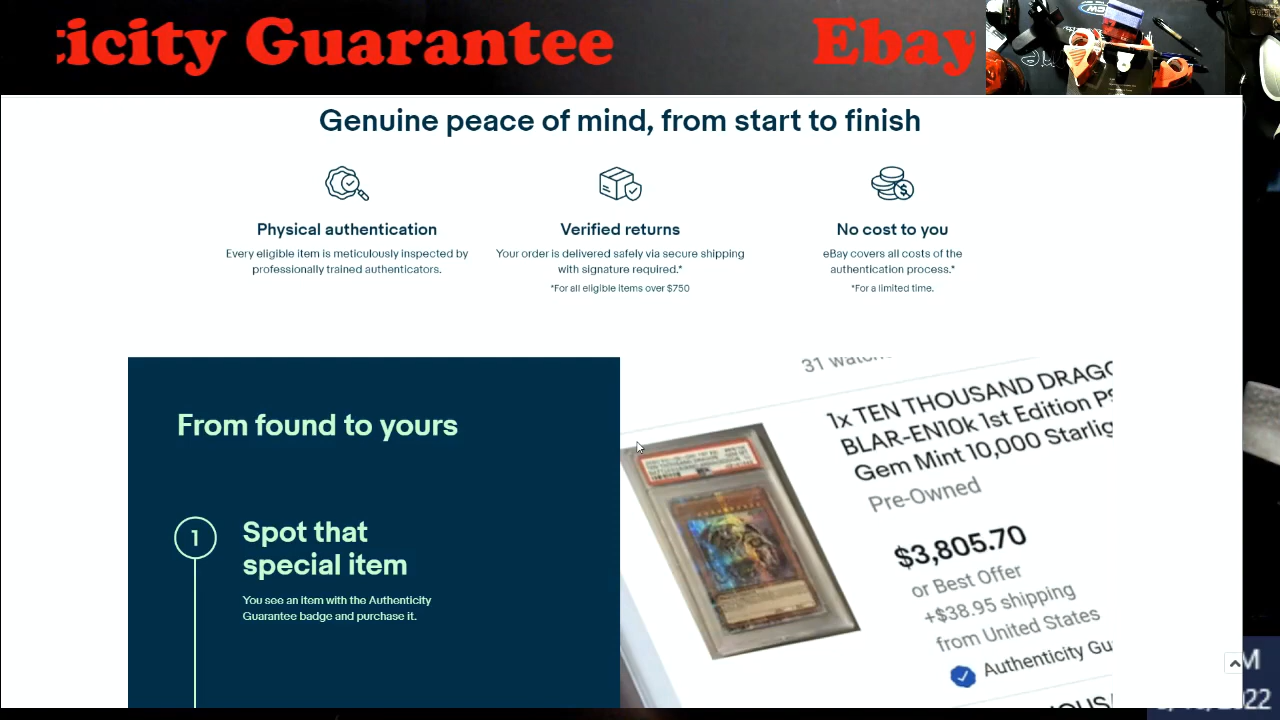 icity Guarantee Ebay
Genuine peace of mind, from start to finish
Physical authentication
Every eligible item is meticulously inspected by
professionally trained authenticators.
Verified returns
Your order is delivered safely via secure shipping
with signature required.*
*For all eligible items over $750
No cost to you
eBay covers all costs of the
authentication process.*
*For a limited time.
From found to yours
1
Spot that
special item
You see an item with the Authenticity
Guarantee badge and purchase it.
31 watch
1x TEN THOUSAND DRAGO
BLAR-EN10k 1st Edition PS
Gem Mint 10,000 Starlig
Pre-Owned
$3,805.70
or Best Offer
+$38.95 shipping
from United States
Authenticity Gu
M
022